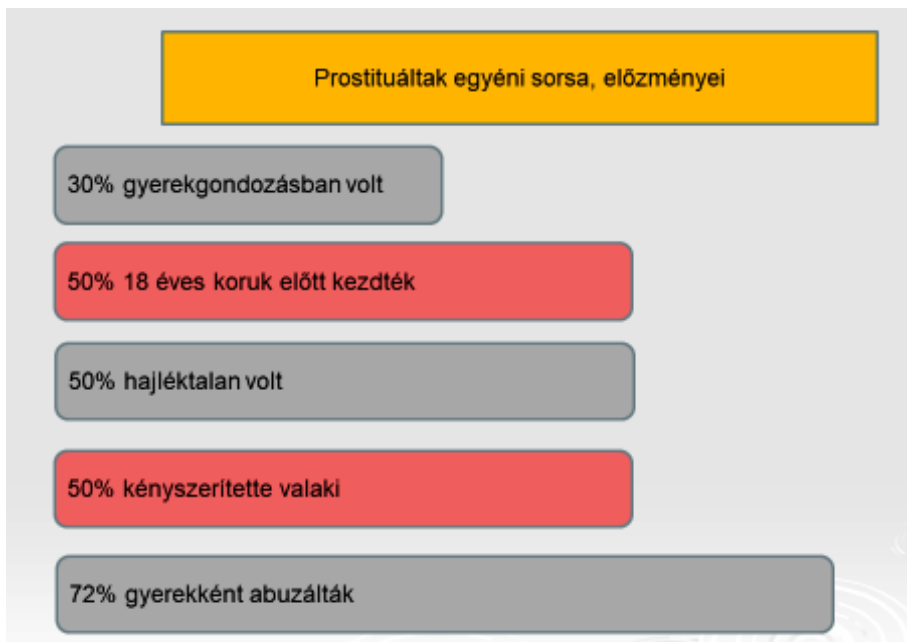 Prostituáltak egyéni sorsa, előzményei
30% gyerekgondozásban volt
50% 18 éves koruk előtt kezdték
50% hajléktalan volt
50% kényszerítette valaki
72% gyerekként abuzálták